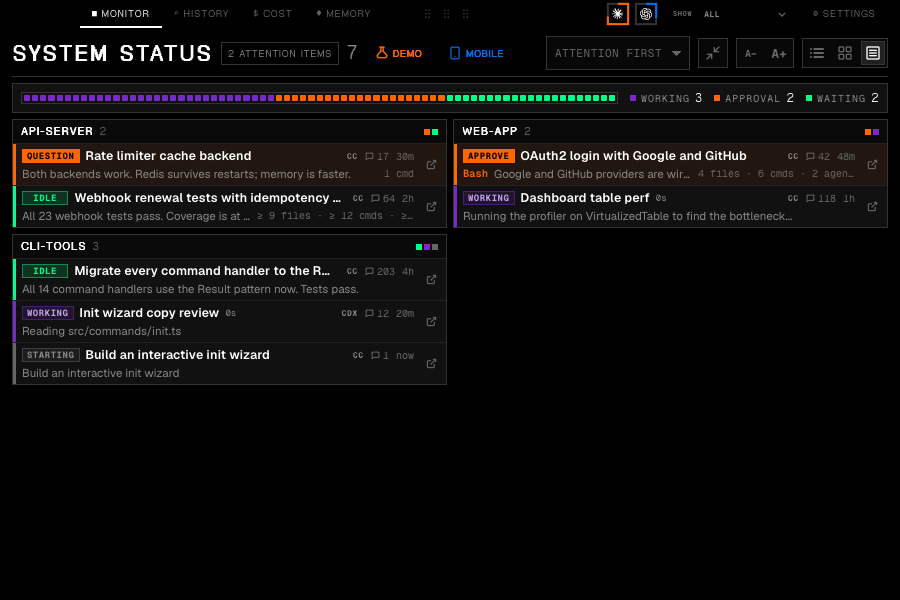 MONITOR HISTORY $ COST MEMORY SHOW ALL SETTINGS
SYSTEM STATUS 2 ATTENTION ITEMS 7 DEMO MOBILE ATTENTION FIRST A- A+
WORKING 3 APPROVAL 2 WAITING 2
API-SERVER 2
QUESTION Rate limiter cache backend CC 17 30m
Both backends work. Redis survives restarts; memory is faster. 1 cmd
IDLE Webhook renewal tests with idempotency … CC 64 2h
All 23 webhook tests pass. Coverage is at … ≥ 9 files · ≥ 12 cmds · ≥…
WEB-APP 2
APPROVE OAuth2 login with Google and GitHub CC 42 48m
Bash Google and GitHub providers are wir… 4 files · 6 cmds · 2 agen…
WORKING Dashboard table perf 0s CC 118 1h
Running the profiler on VirtualizedTable to find the bottleneck…
CLI-TOOLS 3
IDLE Migrate every command handler to the R… CC 203 4h
All 14 command handlers use the Result pattern now. Tests pass.
WORKING Init wizard copy review 0s CDX 12 20m
Reading src/commands/init.ts
STARTING Build an interactive init wizard CC 1 now
Build an interactive init wizard